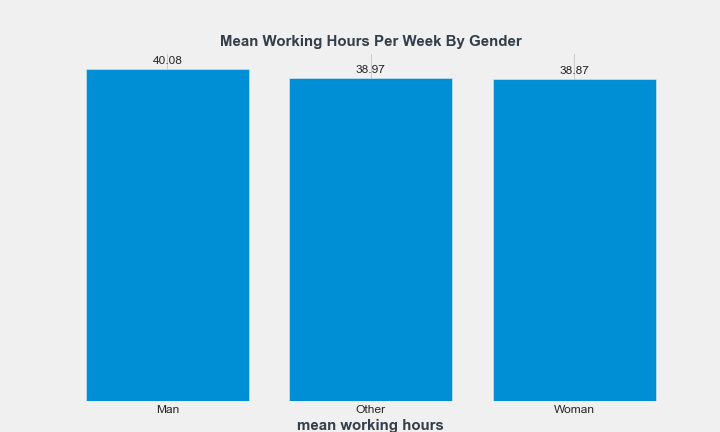 Mean Working Hours Per Week By Gender
40.08
38.97
38.87
Man
Other
Woman
mean working hours